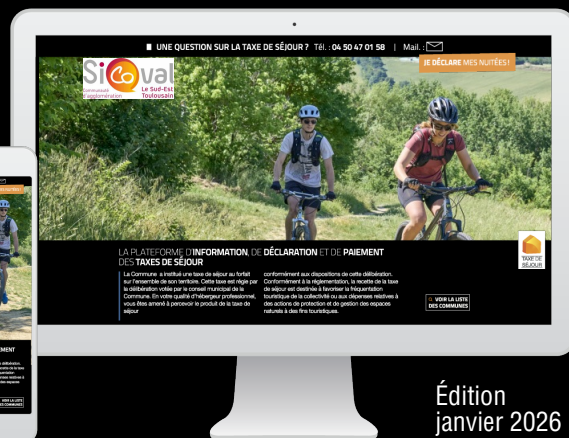 UNE QUESTION SUR LA TAXE DE SÉJOUR ? Tél. : 04 50 47 01 58 | Mail. :
JE DÉCLARE MES NUITÉES !
Sicoval
Communauté
d'agglomération
Le Sud-Est
Toulousain
LA PLATEFORME D'INFORMATION, DE DÉCLARATION ET DE PAIEMENT
DES TAXES DE SÉJOUR
La Commune a institué une taxe de séjour au forfait
sur l'ensemble de son territoire. Cette taxe est régie par
la délibération votée par le conseil municipal de la
Commune. En votre qualité d'hébergeur professionnel,
vous êtes amené à percevoir le produit de la taxe de
séjour
conformément aux dispositions de cette délibération.
Conformément à la réglementation, la recette de la taxe
de séjour est destinée à favoriser la fréquentation
touristique de la collectivité ou aux dépenses relatives à
des actions de protection et de gestion des espaces
naturels à des fins touristiques.
TAXE DE
SÉJOUR
VOIR LA LISTE
DES COMMUNES
VOIR LA LISTE
DES COMMUNES
Édition
janvier 2026